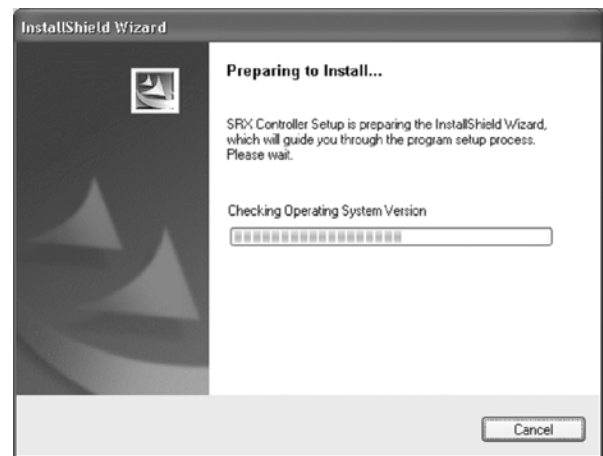 InstallShield Wizard
Preparing to Install...
SRX Controller Setup is preparing the InstallShield Wizard,
which will guide you through the program setup process.
Please wait.
Checking Operating System Version
Cancel